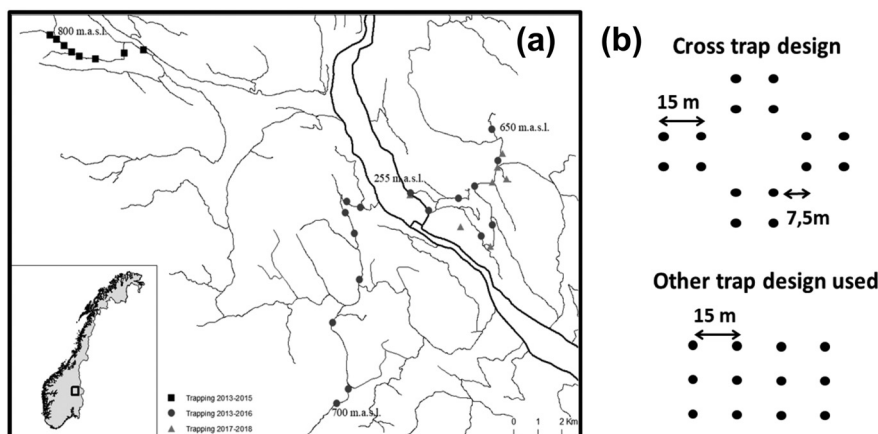 (a)
800 m.a.s.l.
650 m.a.s.l.
255 m.a.s.l.
700 m.a.s.l.
Trapping 2013-2015
Trapping 2013-2016
Trapping 2017-2018
0 1 2 Km
(b)
Cross trap design
15 m
7,5m
Other trap design used
15 m